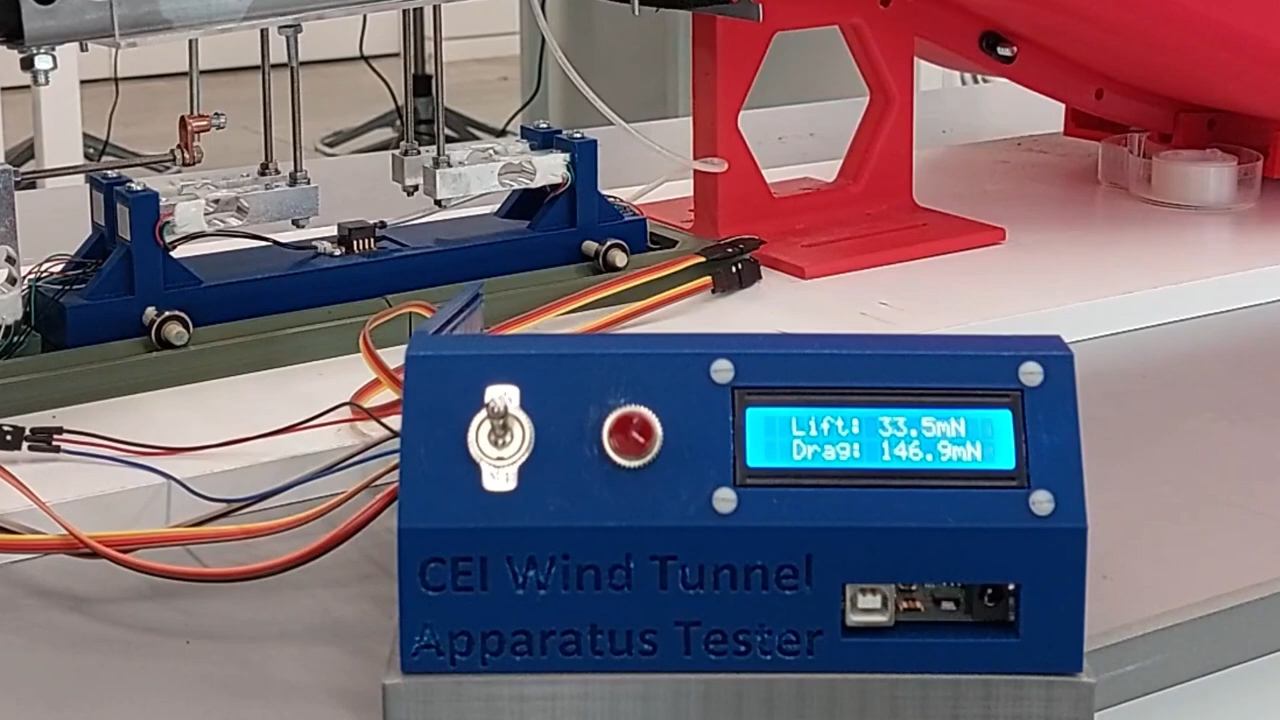 Lift: 33.5mN
Drag: 146.9mN
CEI Wind Tunnel
Apparatus Tester